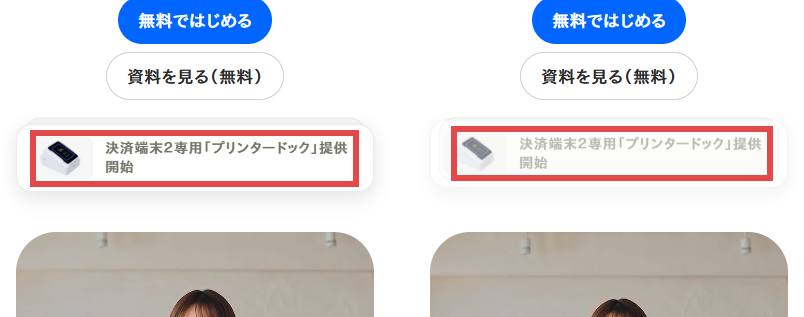 無料ではじめる
資料を見る(無料)
決済端末2専用「プリンタードック」提供
開始
無料ではじめる
資料を見る(無料)
決済端末2専用「プリンタードック」提供
開始